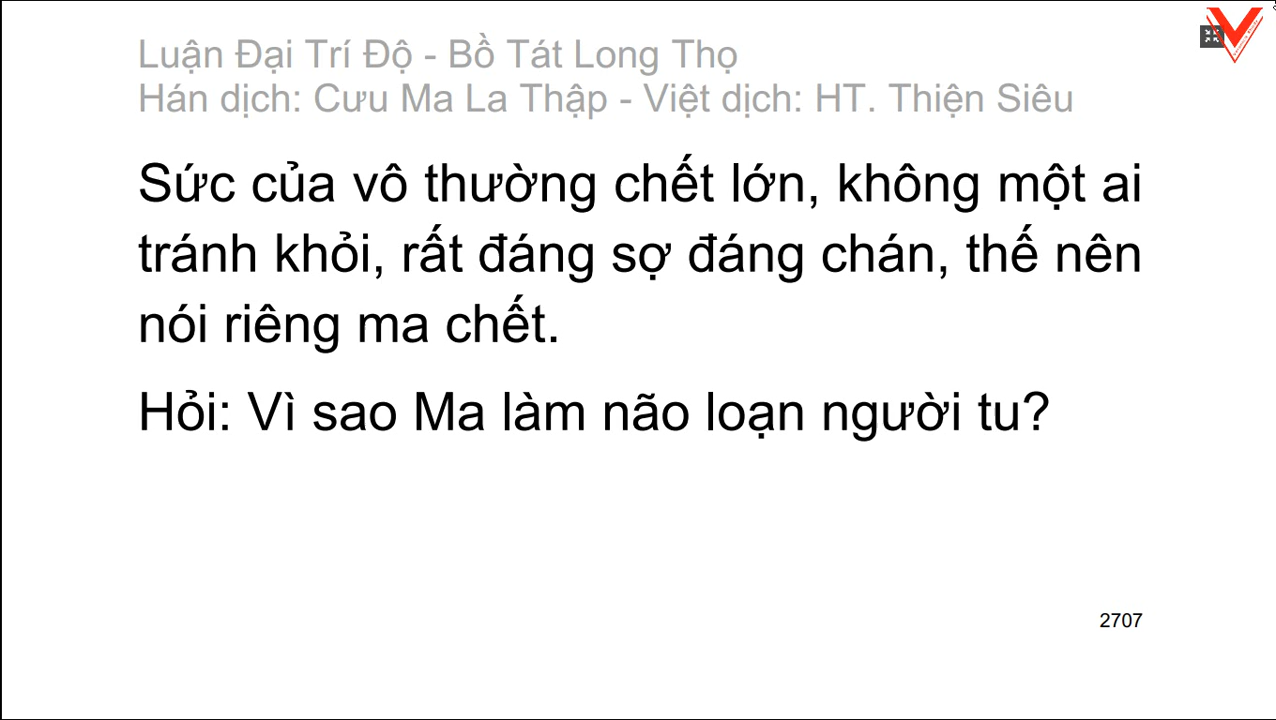 Luận Đại Trí Độ - Bồ Tát Long Thọ
Hán dịch: Cưu Ma La Thập - Việt dịch: HT. Thiện Siêu
Sức của vô thường chết lớn, không một ai
tránh khỏi, rất đáng sợ đáng chán, thế nên
nói riêng ma chết.
Hỏi: Vì sao Ma làm não loạn người tu?
2707